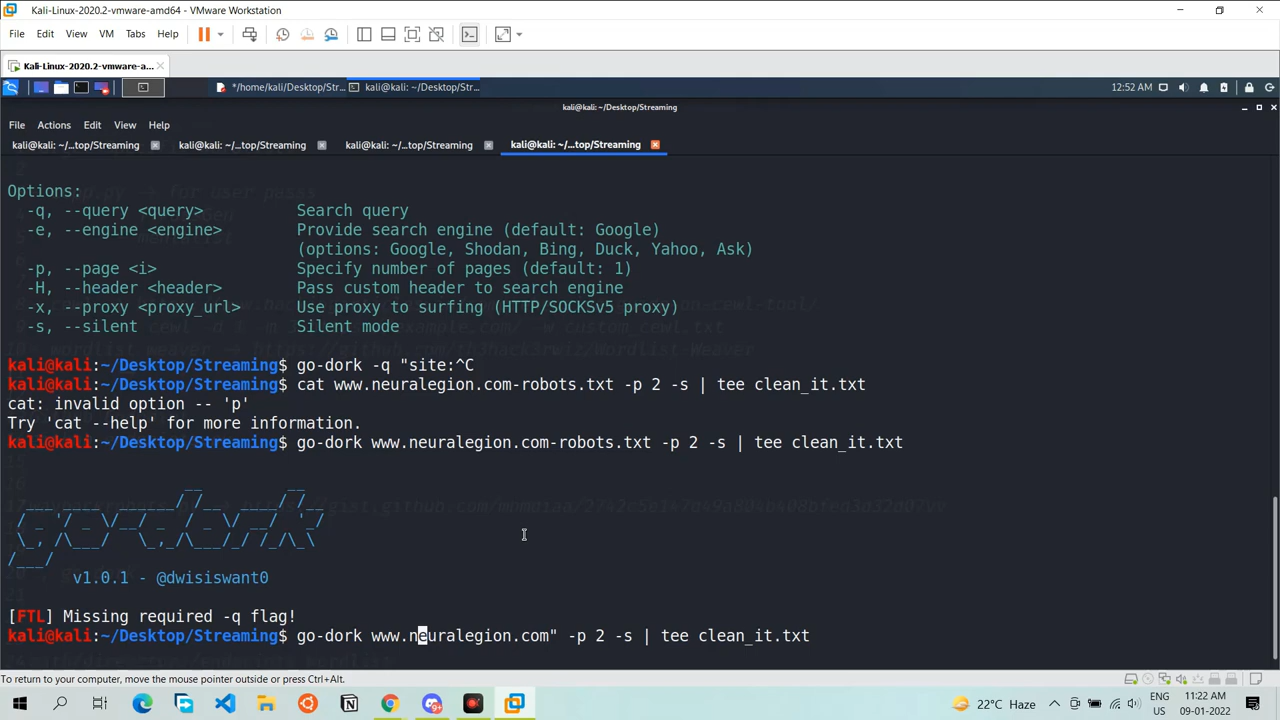 Kali-Linux-2020.2-vmware-amd64 - VMware Workstation
File Edit View VM Tabs Help
Kali-Linux-2020.2-vmware-a...
*/home/kali/Desktop/Str... kali@kali: ~/Desktop/Str... 12:52 AM
kali@kali: ~/Desktop/Streaming
File Actions Edit View Help
kali@kali: ~/...top/Streaming kali@kali: ~/...top/Streaming kali@kali: ~/...top/Streaming kali@kali: ~/...top/Streaming
Options:
-q, --query <query> Search query
-e, --engine <engine> Provide search engine (default: Google)
(options: Google, Shodan, Bing, Duck, Yahoo, Ask)
-p, --page <i> Specify number of pages (default: 1)
-H, --header <header> Pass custom header to search engine
-x, --proxy <proxy_url> Use proxy to surfing (HTTP/SOCKSv5 proxy)
-s, --silent Silent mode
kali@kali:~/Desktop/Streaming$ go-dork -q "site:^C
kali@kali:~/Desktop/Streaming$ cat www.neuralegion.com-robots.txt -p 2 -s | tee clean_it.txt
cat: invalid option -- 'p'
Try 'cat --help' for more information.
kali@kali:~/Desktop/Streaming$ go-dork www.neuralegion.com-robots.txt -p 2 -s | tee clean_it.txt
v1.0.1 - @dwisiswant0
[FTL] Missing required -q flag!
kali@kali:~/Desktop/Streaming$ go-dork www.neuralegion.com" -p 2 -s | tee clean_it.txt
To return to your computer, move the mouse pointer outside or press Ctrl+Alt.
22°C Haze ENG 11:22 AM
US 09-01-2022